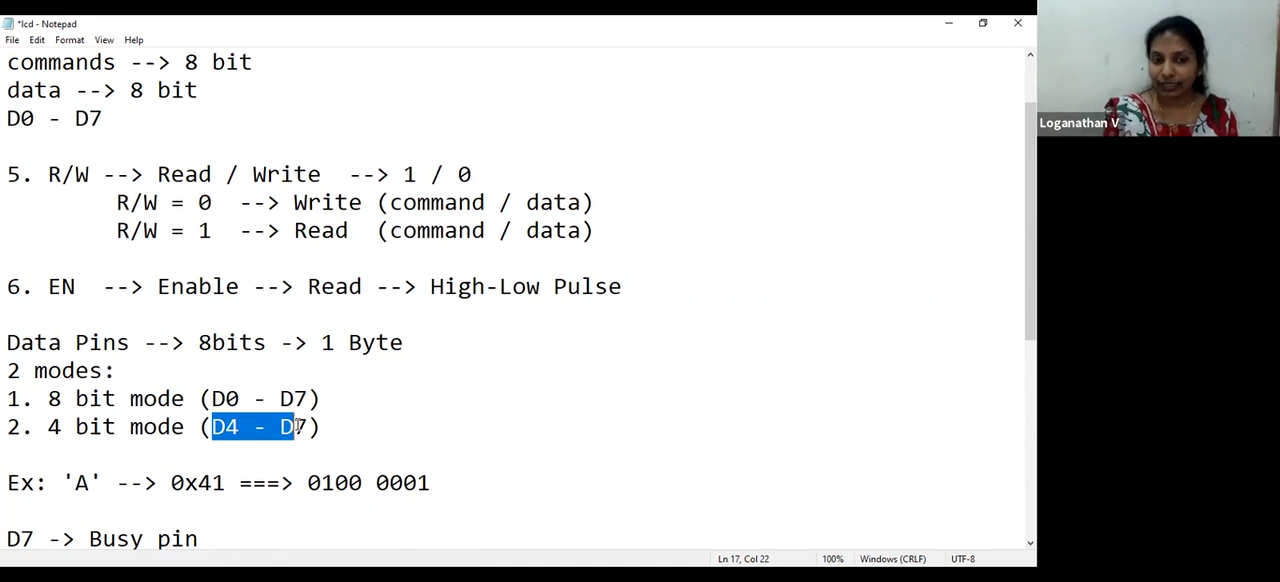 *lcd - Notepad
File Edit Format View Help
commands --> 8 bit
data --> 8 bit
D0 - D7
5. R/W --> Read / Write --> 1 / 0
R/W = 0 --> Write (command / data)
R/W = 1 --> Read (command / data)
6. EN --> Enable --> Read --> High-Low Pulse
Data Pins --> 8bits -> 1 Byte
2 modes:
1. 8 bit mode (D0 - D7)
2. 4 bit mode (D4 - D7)
Ex: 'A' --> 0x41 ===> 0100 0001
D7 -> Busy pin
Ln 17, Col 22 100% Windows (CRLF) UTF-8
Loganathan V